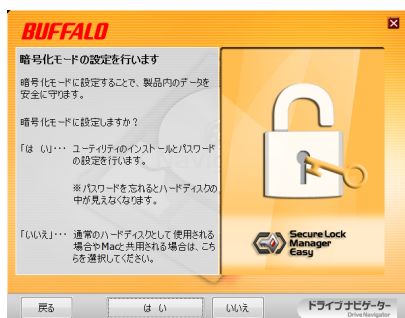 BUFFALO
暗号化モードの設定を行います
暗号化モードに設定することで、製品内のデータを
安全に守ります。
暗号化モードに設定しますか？
「は い」･･･ ユーティリティのインストールとパスワード
の設定を行います。
※パスワードを忘れるとハードディスクの
中が見えなくなります。
「いいえ」･･･ 通常のハードディスクとして使用される
場合やMacと共用される場合は、こち
らを選択してください。
Secure Lock
Manager
Easy
戻る
は い
いいえ
ドライブナビゲーター
Drive Navigator